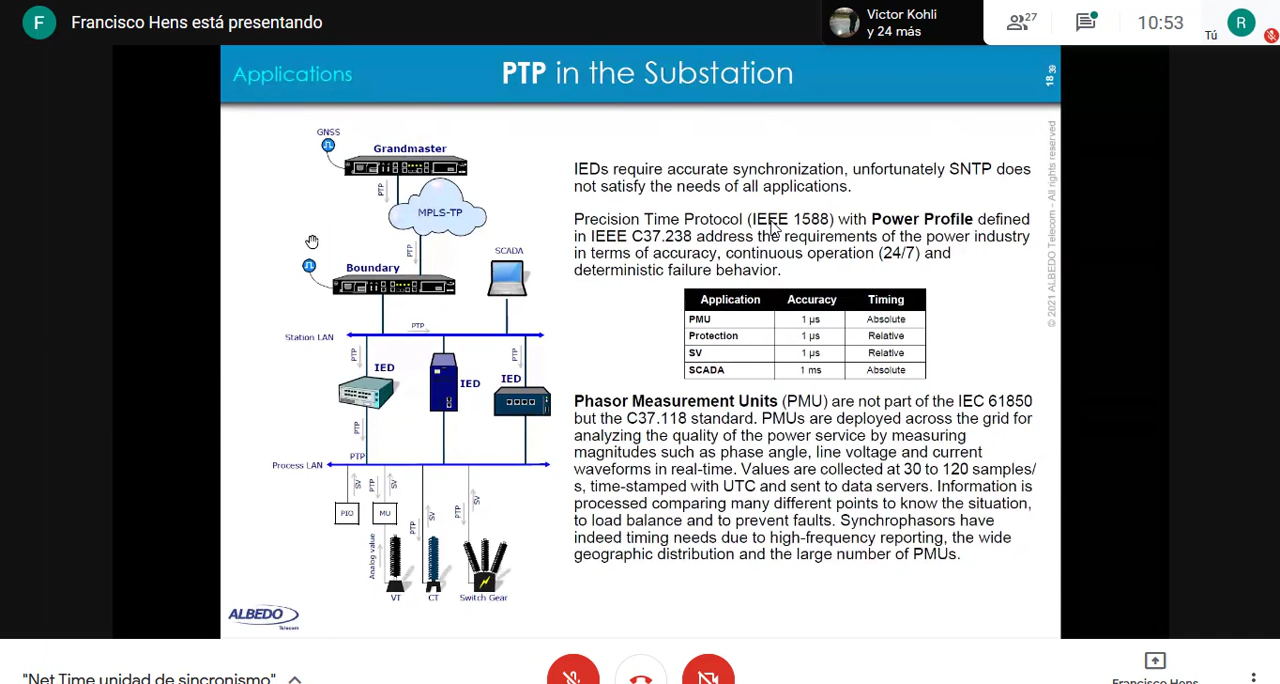 F
Francisco Hens está presentando
Victor Kohli
y 24 más
27
10:53
Tú
R
Applications
PTP in the Substation
18 39
© 2021 ALBEDO Telecom - All rights reserved
GNSS
Grandmaster
PTP
MPLS-TP
PTP
SCADA
Boundary
PTP
Station LAN
PTP
IED
IED
PTP
IED
PTP
PTP
Process LAN
SV
PTP
SV
PTP
SV
PTP
SV
PIO
MU
Analog value
VT
CT
Switch Gear
ALBEDO
Telecom
IEDs require accurate synchronization, unfortunately SNTP does
not satisfy the needs of all applications.
Precision Time Protocol (IEEE 1588) with Power Profile defined
in IEEE C37.238 address the requirements of the power industry
in terms of accuracy, continuous operation (24/7) and
deterministic failure behavior.
Application Accuracy Timing
PMU 1 µs Absolute
Protection 1 µs Relative
SV 1 µs Relative
SCADA 1 ms Absolute
Phasor Measurement Units (PMU) are not part of the IEC 61850
but the C37.118 standard. PMUs are deployed across the grid for
analyzing the quality of the power service by measuring
magnitudes such as phase angle, line voltage and current
waveforms in real-time. Values are collected at 30 to 120 samples/
s, time-stamped with UTC and sent to data servers. Information is
processed comparing many different points to know the situation,
to load balance and to prevent faults. Synchrophasors have
indeed timing needs due to high-frequency reporting, the wide
geographic distribution and the large number of PMUs.
"Net Time unidad de sincronismo"
Francisco Hens